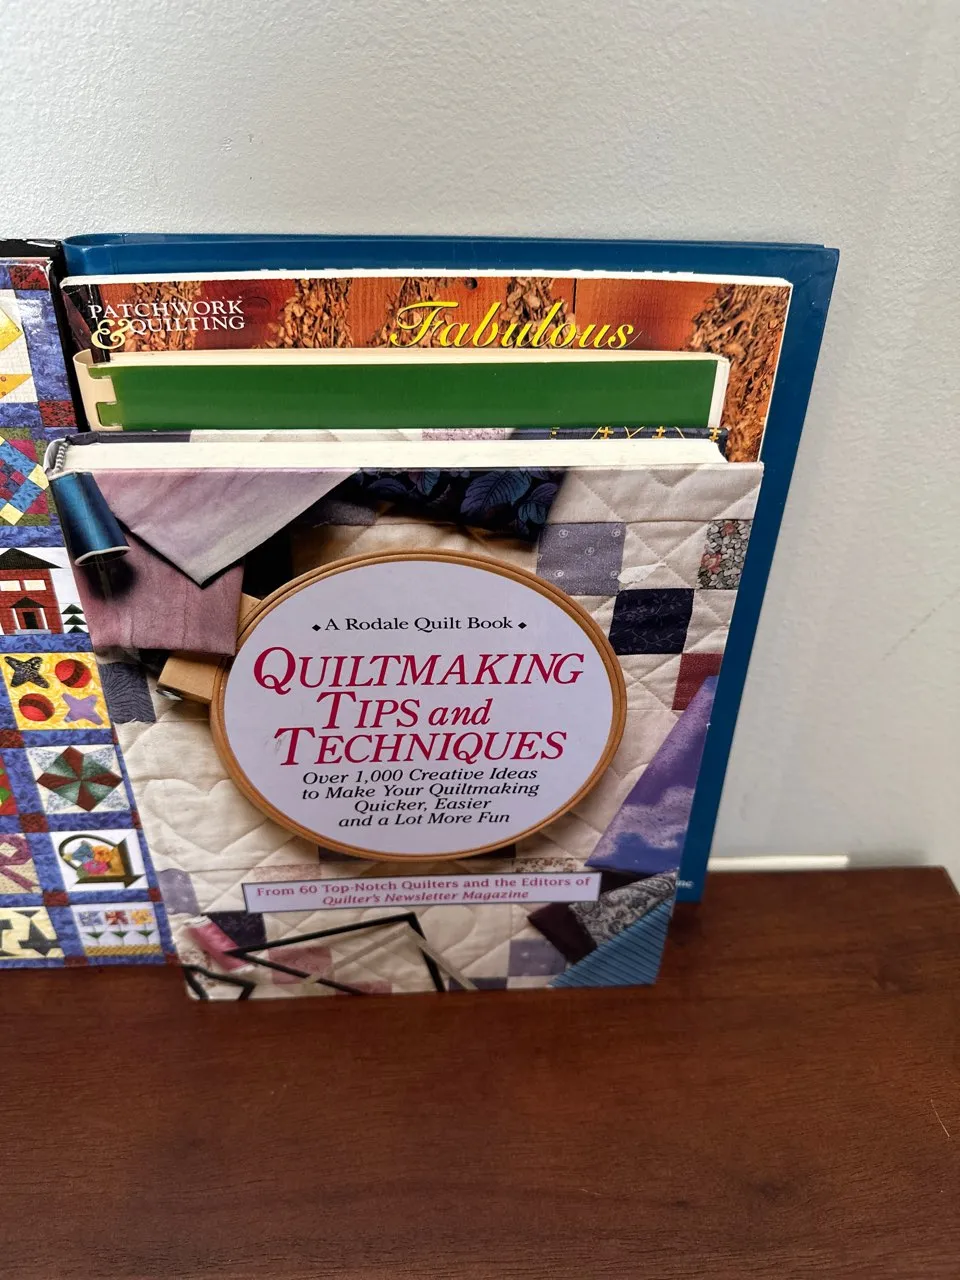 PATCHWORK
& QUILTING
Fabulous
◆ A Rodale Quilt Book ◆
QUILTMAKING
TIPS and
TECHNIQUES
Over 1,000 Creative Ideas
to Make Your Quiltmaking
Quicker, Easier
and a Lot More Fun
From 60 Top-Notch Quilters and the Editors of
Quilter's Newsletter Magazine